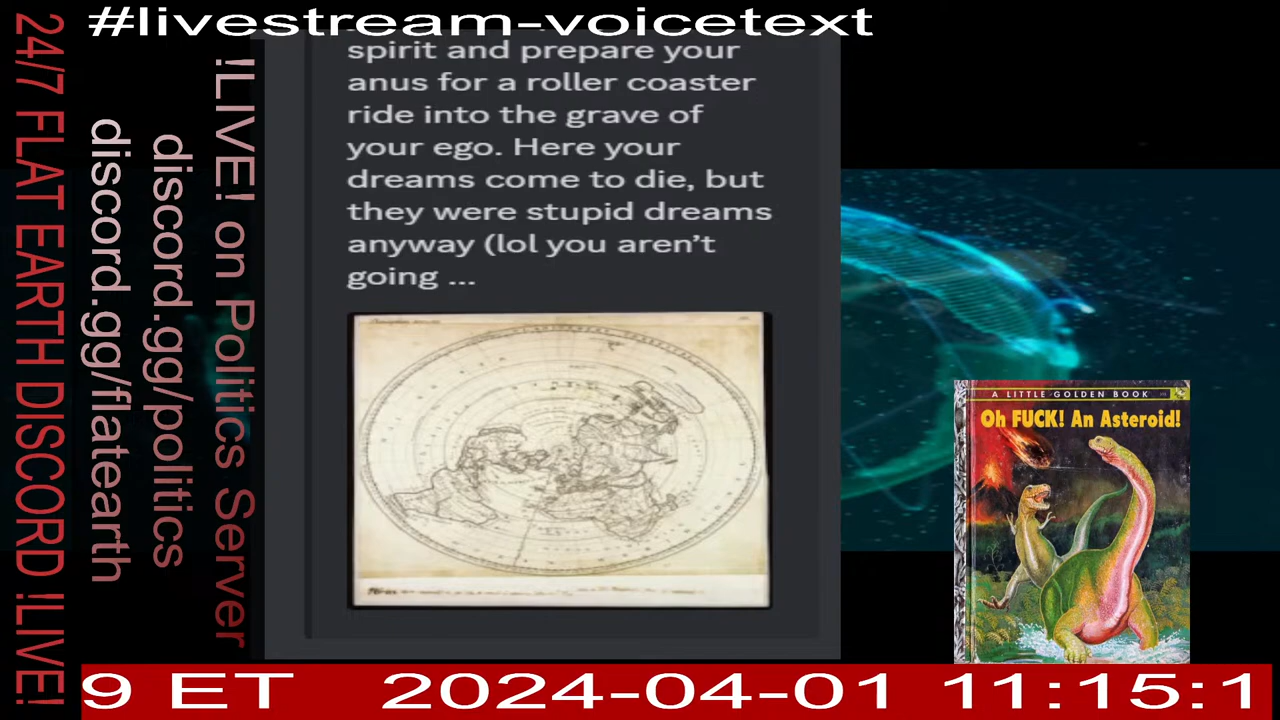 #livestream-voicetext
24/7 FLAT EARTH DISCORD !LIVE!
discord.gg/flatearth
discord.gg/politics
!LIVE! on Politics Server
spirit and prepare your
anus for a roller coaster
ride into the grave of
your ego. Here your
dreams come to die, but
they were stupid dreams
anyway (lol you aren't
going ...
A LITTLE GOLDEN BOOK
Oh FUCK! An Asteroid!
9 ET 2024-04-01 11:15:1